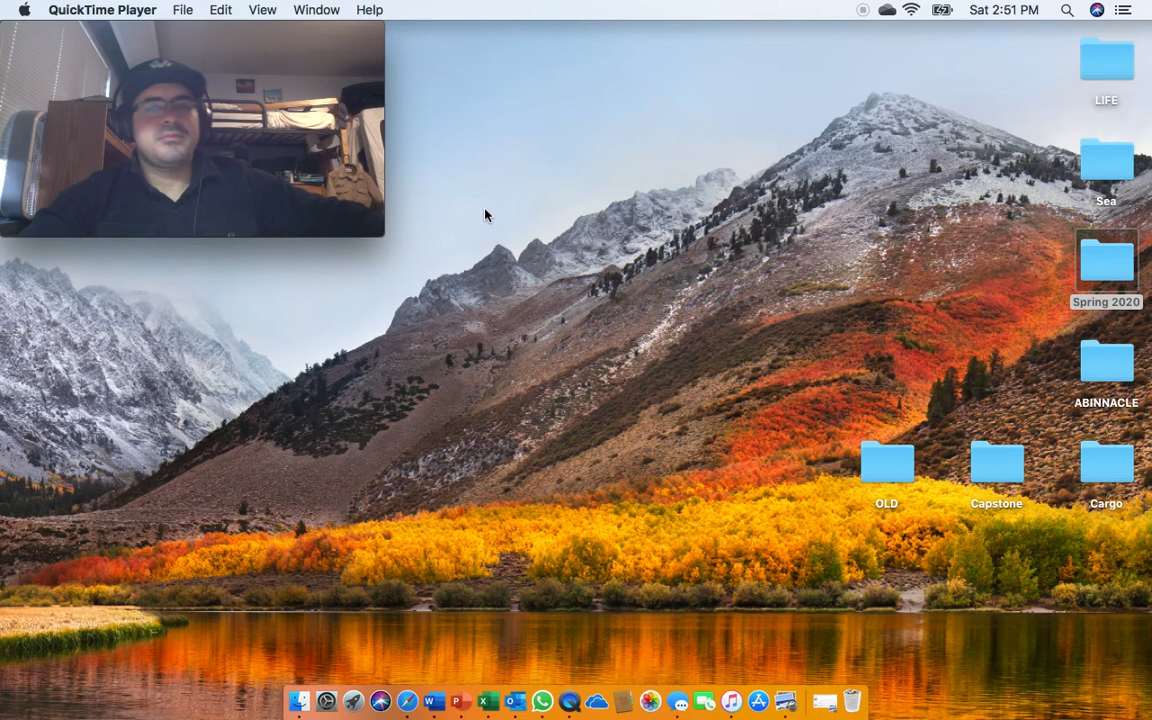 QuickTime Player File Edit View Window Help Sat 2:51 PM
LIFE
Sea
Spring 2020
ABINNACLE
OLD Capstone Cargo